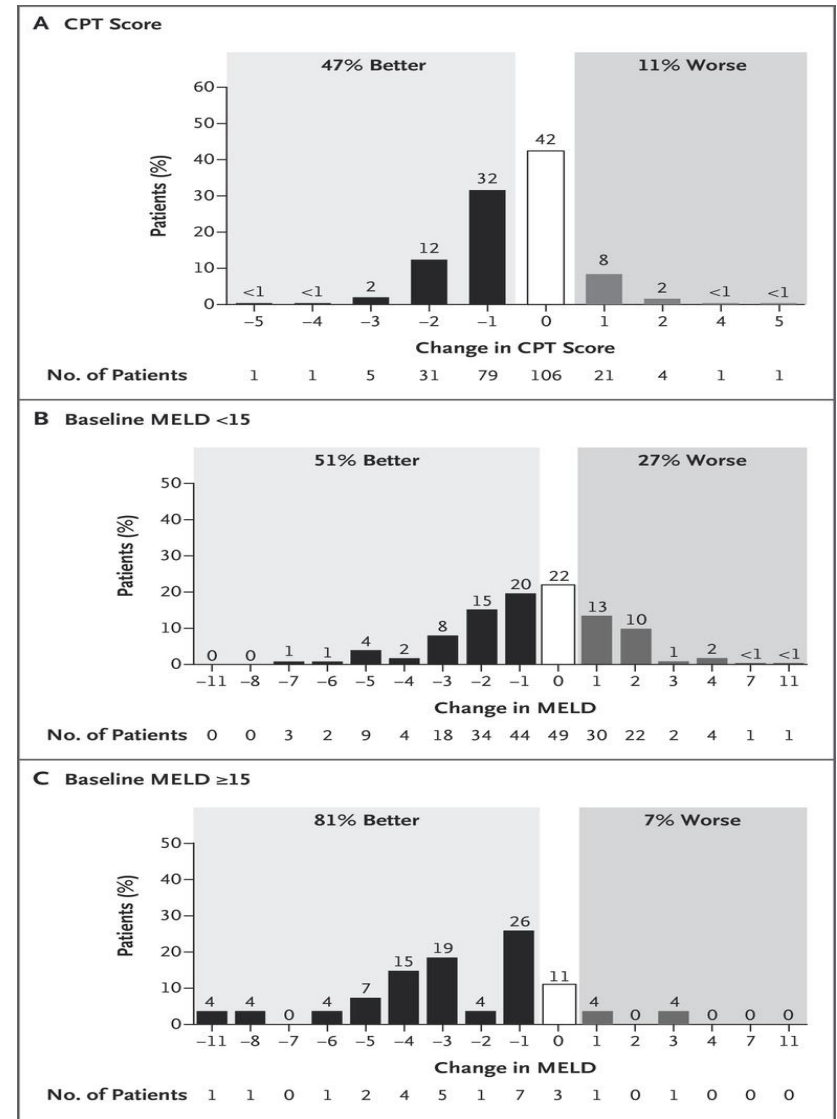 A CPT Score
47% Better 11% Worse
60
50
40
30
20
10
0
Patients (%)
<1 <1 2 12 32 42 8 2 <1 <1
−5 −4 −3 −2 −1 0 1 2 4 5
Change in CPT Score
No. of Patients 1 1 5 31 79 106 21 4 1 1
B Baseline MELD <15
51% Better 27% Worse
50
40
30
20
10
0
Patients (%)
0 0 1 1 4 2 8 15 20 22 13 10 1 2 <1 <1
−11 −8 −7 −6 −5 −4 −3 −2 −1 0 1 2 3 4 7 11
Change in MELD
No. of Patients 0 0 3 2 9 4 18 34 44 49 30 22 2 4 1 1
C Baseline MELD ≥15
81% Better 7% Worse
50
40
30
20
10
0
Patients (%)
4 4 0 4 7 15 19 4 26 11 4 0 4 0 0 0
−11 −8 −7 −6 −5 −4 −3 −2 −1 0 1 2 3 4 7 11
Change in MELD
No. of Patients 1 1 0 1 2 4 5 1 7 3 1 0 1 0 0 0